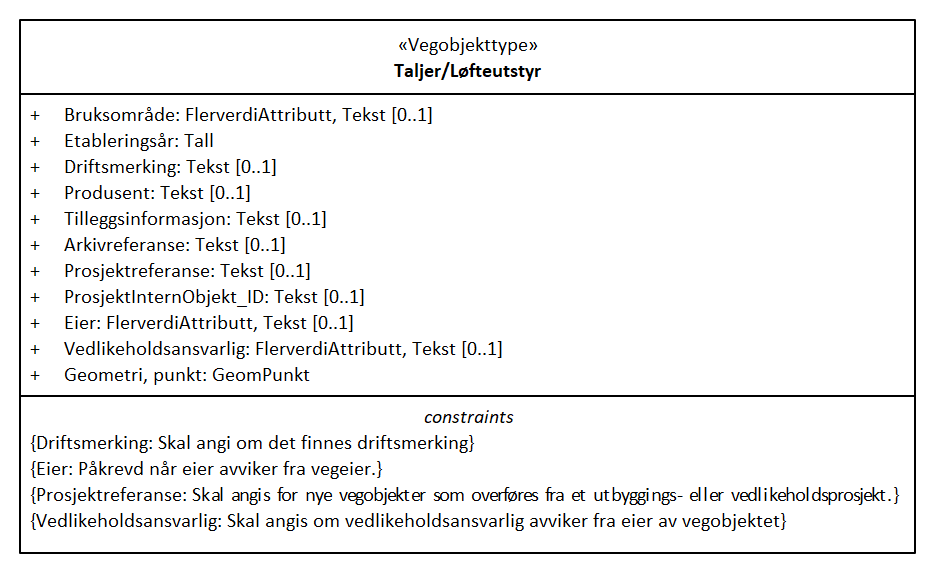 «Vegobjekttype»
Taljer/Løfteutstyr
+ Bruksområde: FlerverdiAttributt, Tekst [0..1]
+ Etableringsår: Tall
+ Driftsmerking: Tekst [0..1]
+ Produsent: Tekst [0..1]
+ Tilleggsinformasjon: Tekst [0..1]
+ Arkivreferanse: Tekst [0..1]
+ Prosjektreferanse: Tekst [0..1]
+ ProsjektInternObjekt_ID: Tekst [0..1]
+ Eier: FlerverdiAttributt, Tekst [0..1]
+ Vedlikeholdsansvarlig: FlerverdiAttributt, Tekst [0..1]
+ Geometri, punkt: GeomPunkt
constraints
{Driftsmerking: Skal angi om det finnes driftsmerking}
{Eier: Påkrevd når eier avviker fra vegeier.}
{Prosjektreferanse: Skal angis for nye vegobjekter som overføres fra et utbyggings- eller vedlikeholdsprosjekt.}
{Vedlikeholdsansvarlig: Skal angis om vedlikeholdsansvarlig avviker fra eier av vegobjektet}